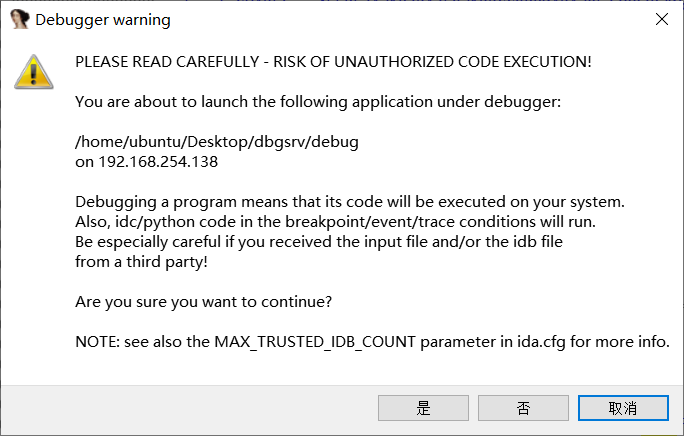 Debugger warning
PLEASE READ CAREFULLY - RISK OF UNAUTHORIZED CODE EXECUTION!
You are about to launch the following application under debugger:
/home/ubuntu/Desktop/dbgsrv/debug
on 192.168.254.138
Debugging a program means that its code will be executed on your system.
Also, idc/python code in the breakpoint/event/trace conditions will run.
Be especially careful if you received the input file and/or the idb file
from a third party!
Are you sure you want to continue?
NOTE: see also the MAX_TRUSTED_IDB_COUNT parameter in ida.cfg for more info.
是 否 取消